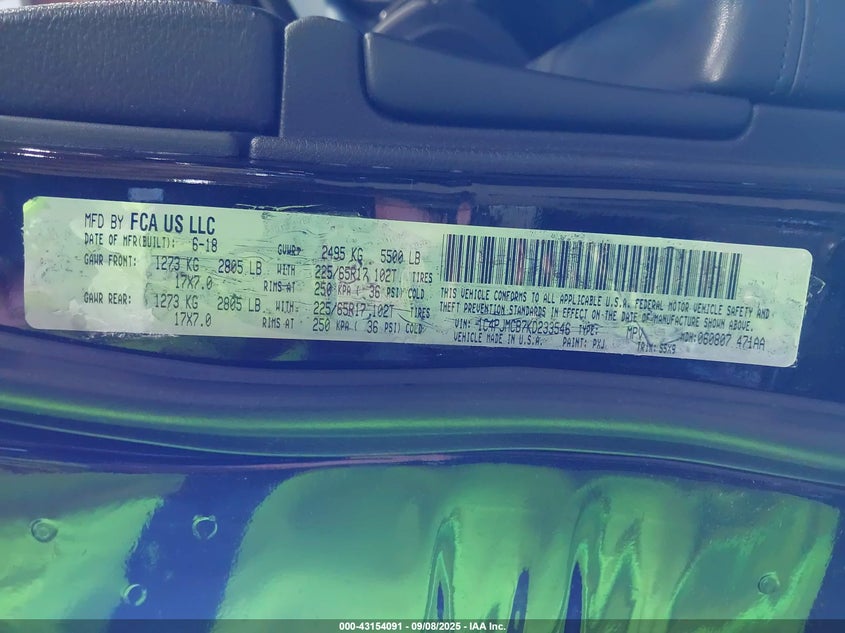 MFD BY FCA US LLC
DATE OF MFR(BUILT): 6-18 GVWR: 2495 KG 5500 LB
GAWR FRONT: 1273 KG 2805 LB WITH 225/65R17,102T TIRES
17X7.0 RIMS AT 250 KPA ( 36 PSI) COLD
GAWR REAR: 1273 KG 2805 LB WITH 225/65R17,102T TIRES
17X7.0 RIMS AT 250 KPA ( 36 PSI) COLD
THIS VEHICLE CONFORMS TO ALL APPLICABLE U.S.A. FEDERAL MOTOR VEHICLE SAFETY AND
THEFT PREVENTION STANDARDS IN EFFECT ON THE DATE OF MANUFACTURE SHOWN ABOVE.
VIN: 1C4PJMCB7KD233546 TYPE: MPV MDH: 060807 471AA
VEHICLE MADE IN U.S.A. PAINT: PXJ TRIM: S5X9
000-43154091 - 09/08/2025 - IAA Inc.